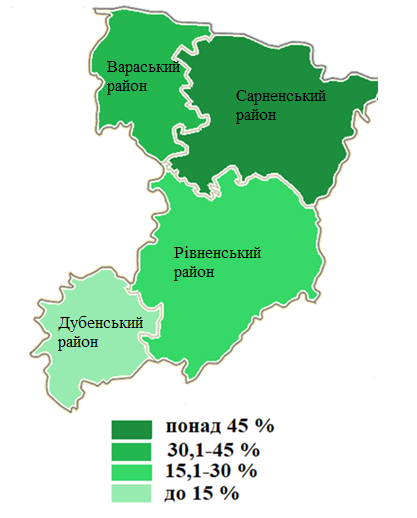 Вараський
район
Сарненський
район
Рівненський
район
Дубенський
район
понад 45 %
30,1-45 %
15,1-30 %
до 15 %